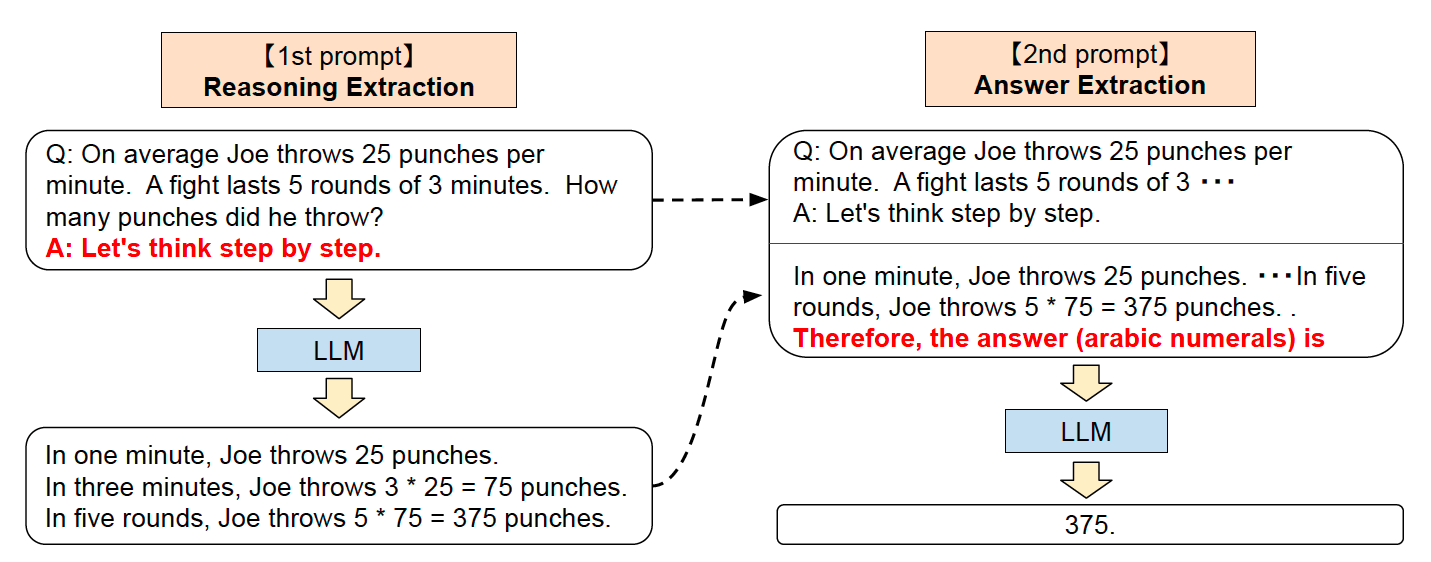 【1st prompt】
Reasoning Extraction
Q: On average Joe throws 25 punches per
minute.  A fight lasts 5 rounds of 3 minutes.  How
many punches did he throw?
A: Let's think step by step.
LLM
In one minute, Joe throws 25 punches.
In three minutes, Joe throws 3 * 25 = 75 punches.
In five rounds, Joe throws 5 * 75 = 375 punches.
【2nd prompt】
Answer Extraction
Q: On average Joe throws 25 punches per
minute.  A fight lasts 5 rounds of 3 ･･･
A: Let's think step by step.
In one minute, Joe throws 25 punches. ･･･In five
rounds, Joe throws 5 * 75 = 375 punches. .
Therefore, the answer (arabic numerals) is
LLM
375.